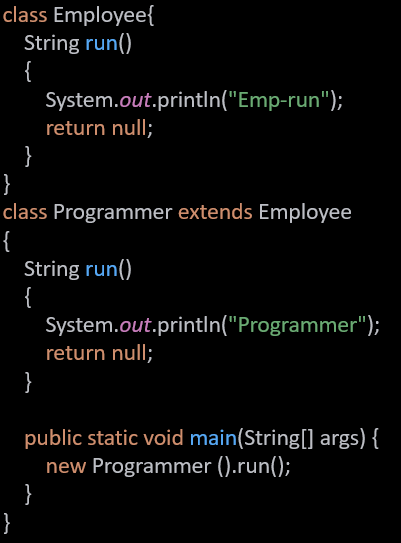 class Employee{
String run()
{
System.out.println("Emp-run");
return null;
}
}
class Programmer extends Employee
{
String run()
{
System.out.println("Programmer");
return null;
}
public static void main(String[] args) {
new Programmer ().run();
}
}